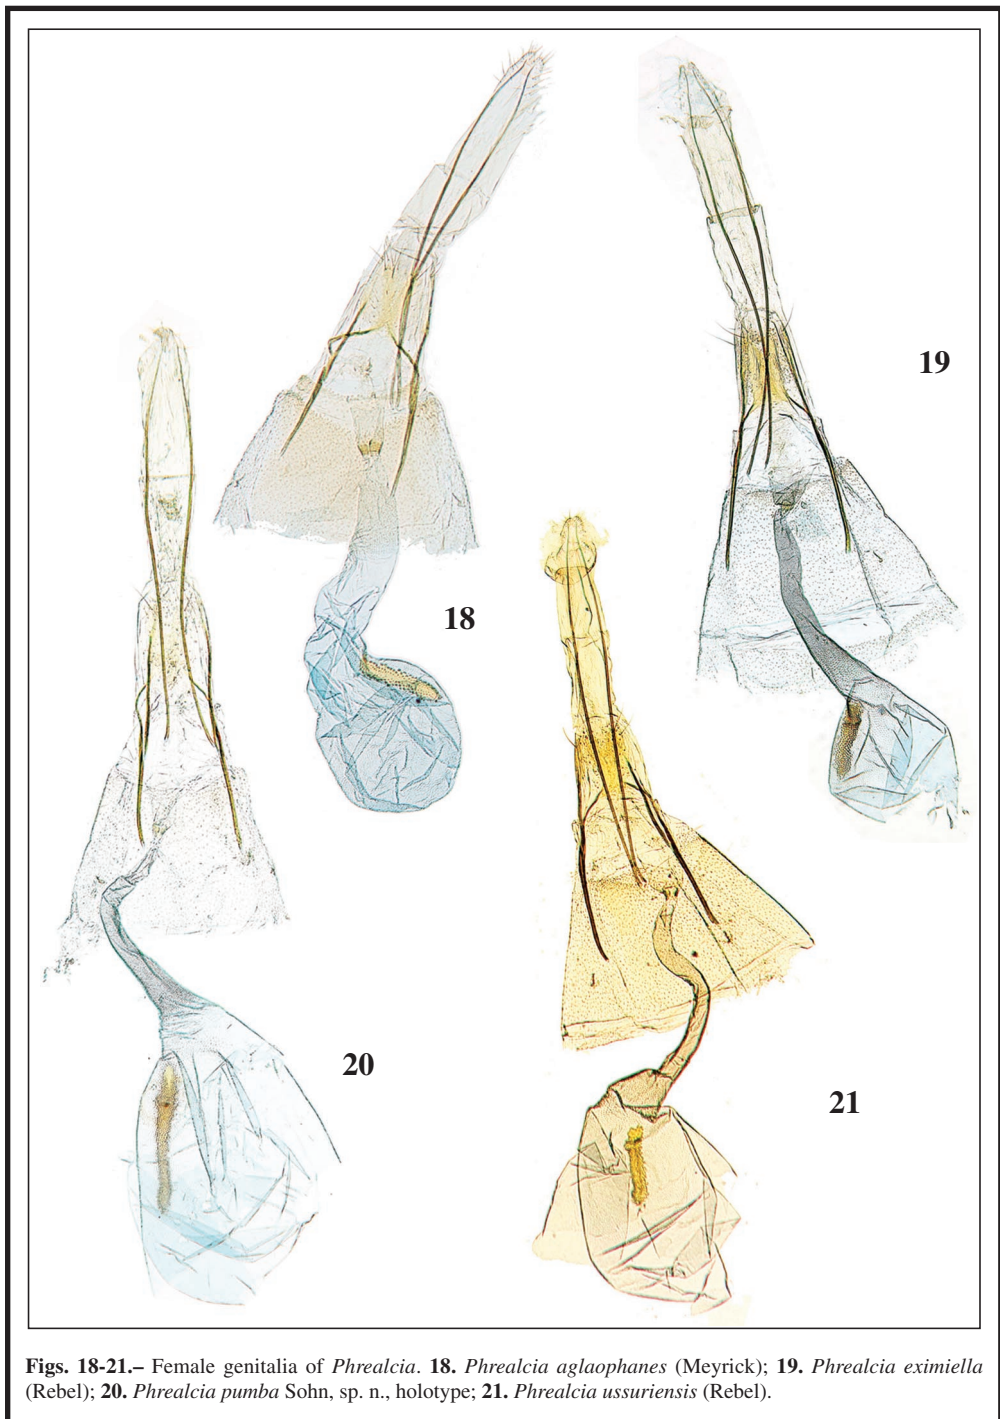 18
19
20
21
Figs. 18-21.– Female genitalia of Phrealcia. 18. Phrealcia aglaophanes (Meyrick); 19. Phrealcia eximiella
(Rebel); 20. Phrealcia pumba Sohn, sp. n., holotype; 21. Phrealcia ussuriensis (Rebel).